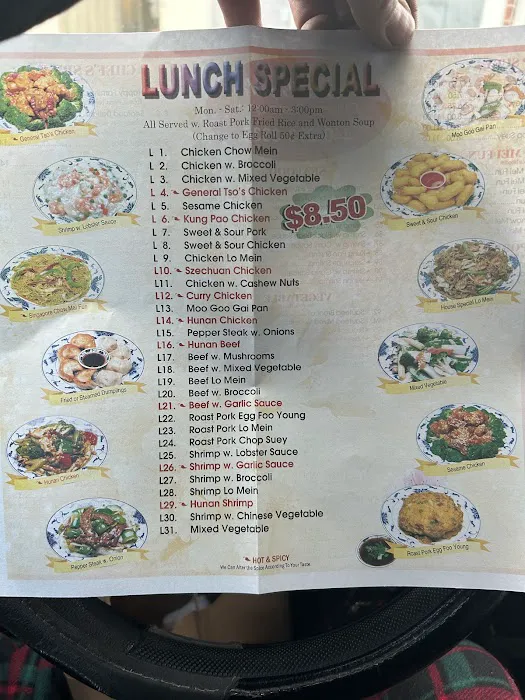 LUNCH SPECIAL
Mon. - Sat.: 12:00am - 3:00pm
All Served w. Roast Pork Fried Rice and Wonton Soup
(Change to Egg Roll 50¢ Extra)
L 1. Chicken Chow Mein
L 2. Chicken w. Broccoli
L 3. Chicken w. Mixed Vegetable
L 4. General Tso's Chicken
L 5. Sesame Chicken
L 6. Kung Pao Chicken
L 7. Sweet & Sour Pork
L 8. Sweet & Sour Chicken
L 9. Chicken Lo Mein
L10. Szechuan Chicken
L11. Chicken w. Cashew Nuts
L12. Curry Chicken
L13. Moo Goo Gai Pan
L14. Hunan Chicken
L15. Pepper Steak w. Onions
L16. Hunan Beef
L17. Beef w. Mushrooms
L18. Beef w. Mixed Vegetable
L19. Beef Lo Mein
L20. Beef w. Broccoli
L21. Beef w. Garlic Sauce
L22. Roast Pork Egg Foo Young
L23. Roast Pork Lo Mein
L24. Roast Pork Chop Suey
L25. Shrimp w. Lobster Sauce
L26. Shrimp w. Garlic Sauce
L27. Shrimp w. Broccoli
L28. Shrimp Lo Mein
L29. Hunan Shrimp
L30. Shrimp w. Chinese Vegetable
L31. Mixed Vegetable
$8.50
HOT & SPICY
We Can Alter the Spice According To Your Taste
General Tso's Chicken
Shrimp w. Lobster Sauce
Singapore Chow Mei Fun
Fried or Steamed Dumplings
Hunan Chicken
Pepper Steak w. Onion
Moo Goo Gai Pan
Sweet & Sour Chicken
House Special Lo Mein
Mixed Vegetable
Sesame Chicken
Roast Pork Egg Foo Young